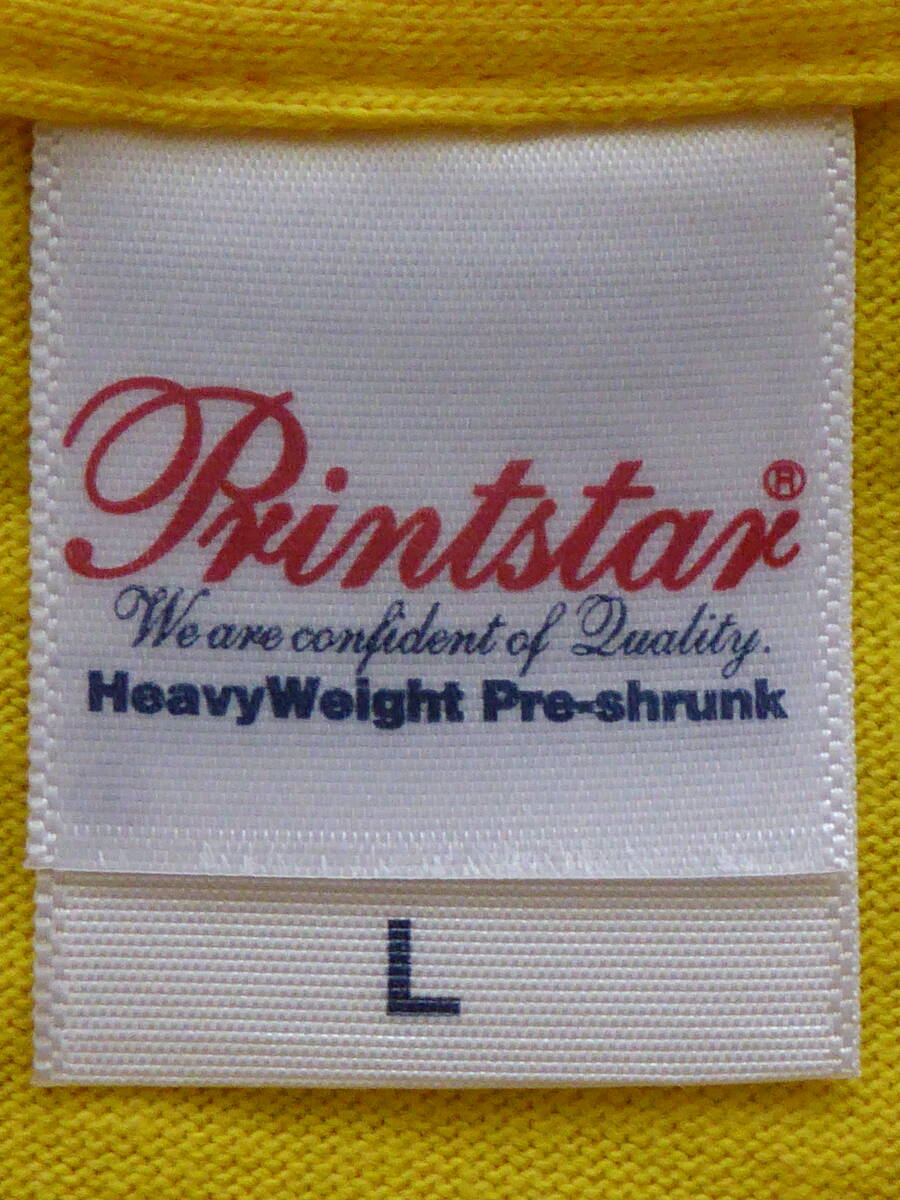 Printstar®
We are confident of Quality.
HeavyWeight Pre-shrunk
L